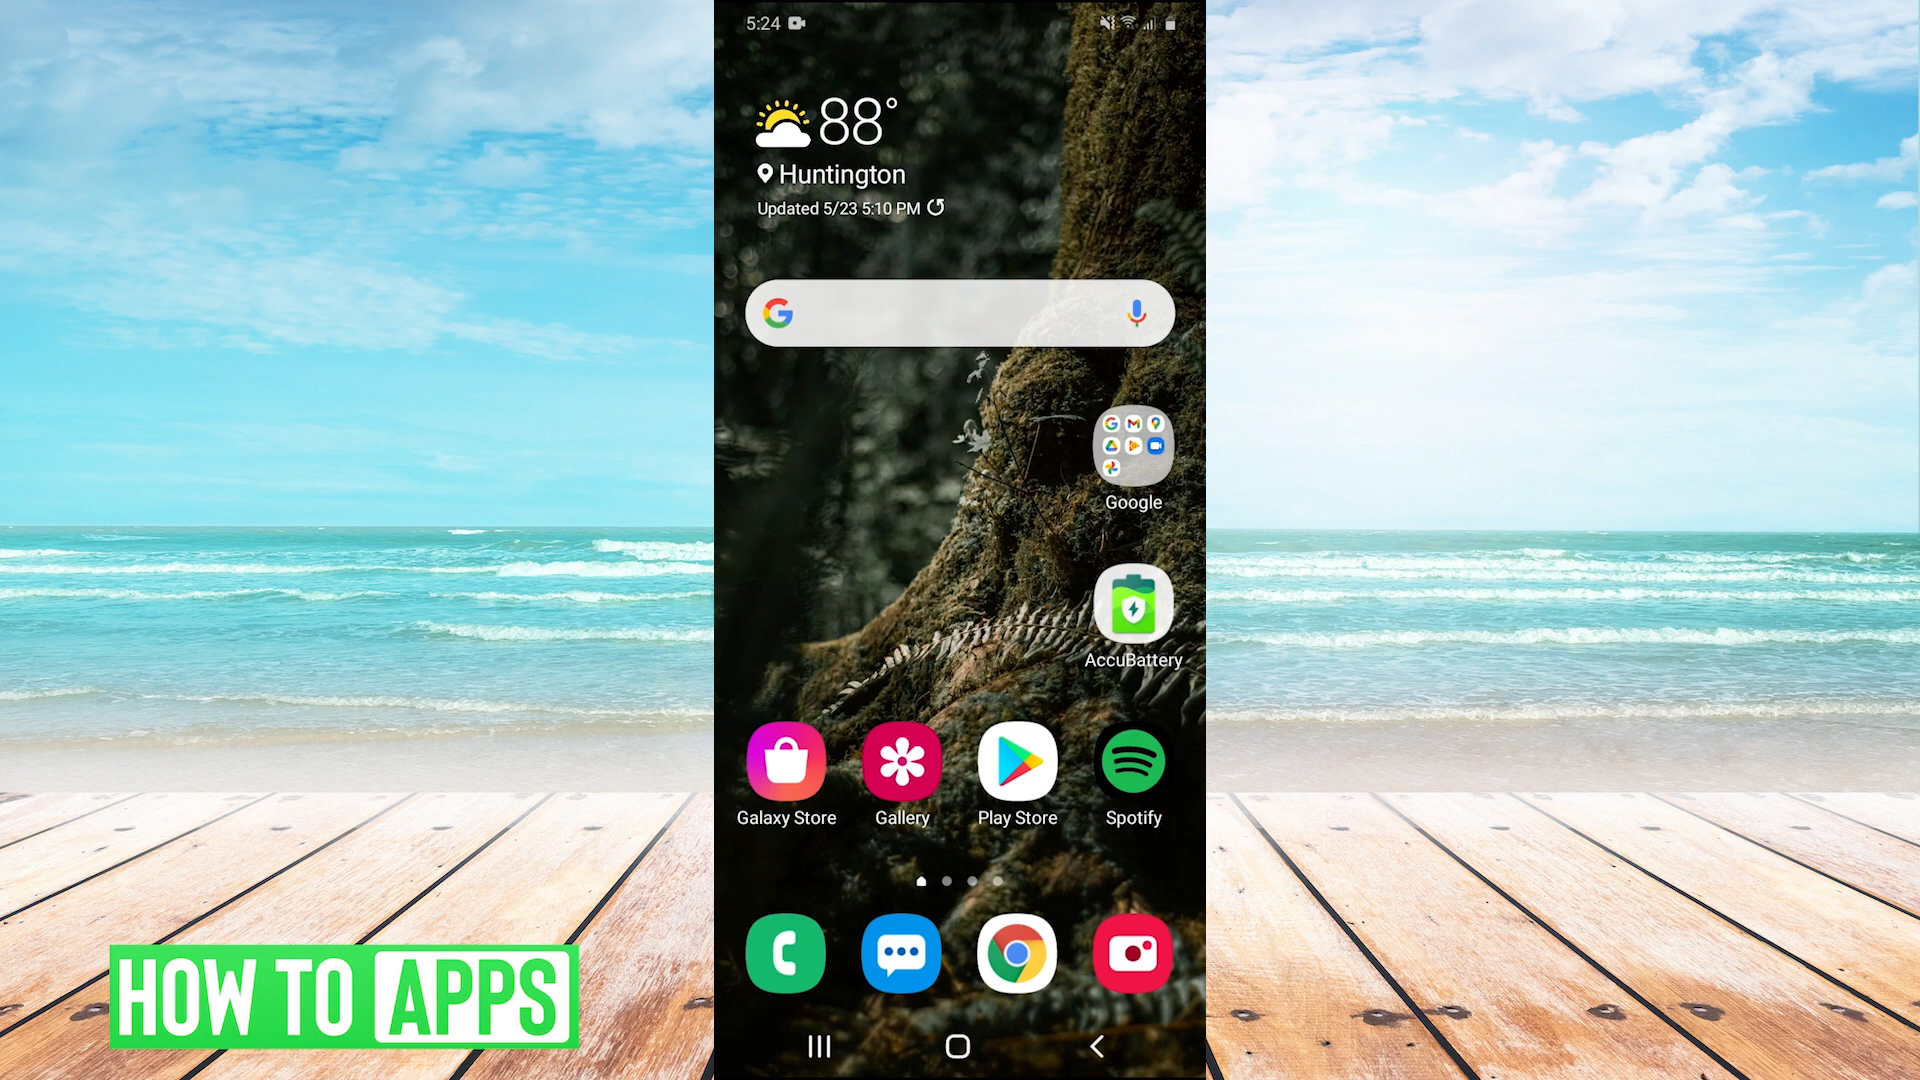 5:24
88°
Huntington
Updated 5/23 5:10 PM
Google
AccuBattery
Galaxy Store
Gallery
Play Store
Spotify
HOW TO APPS